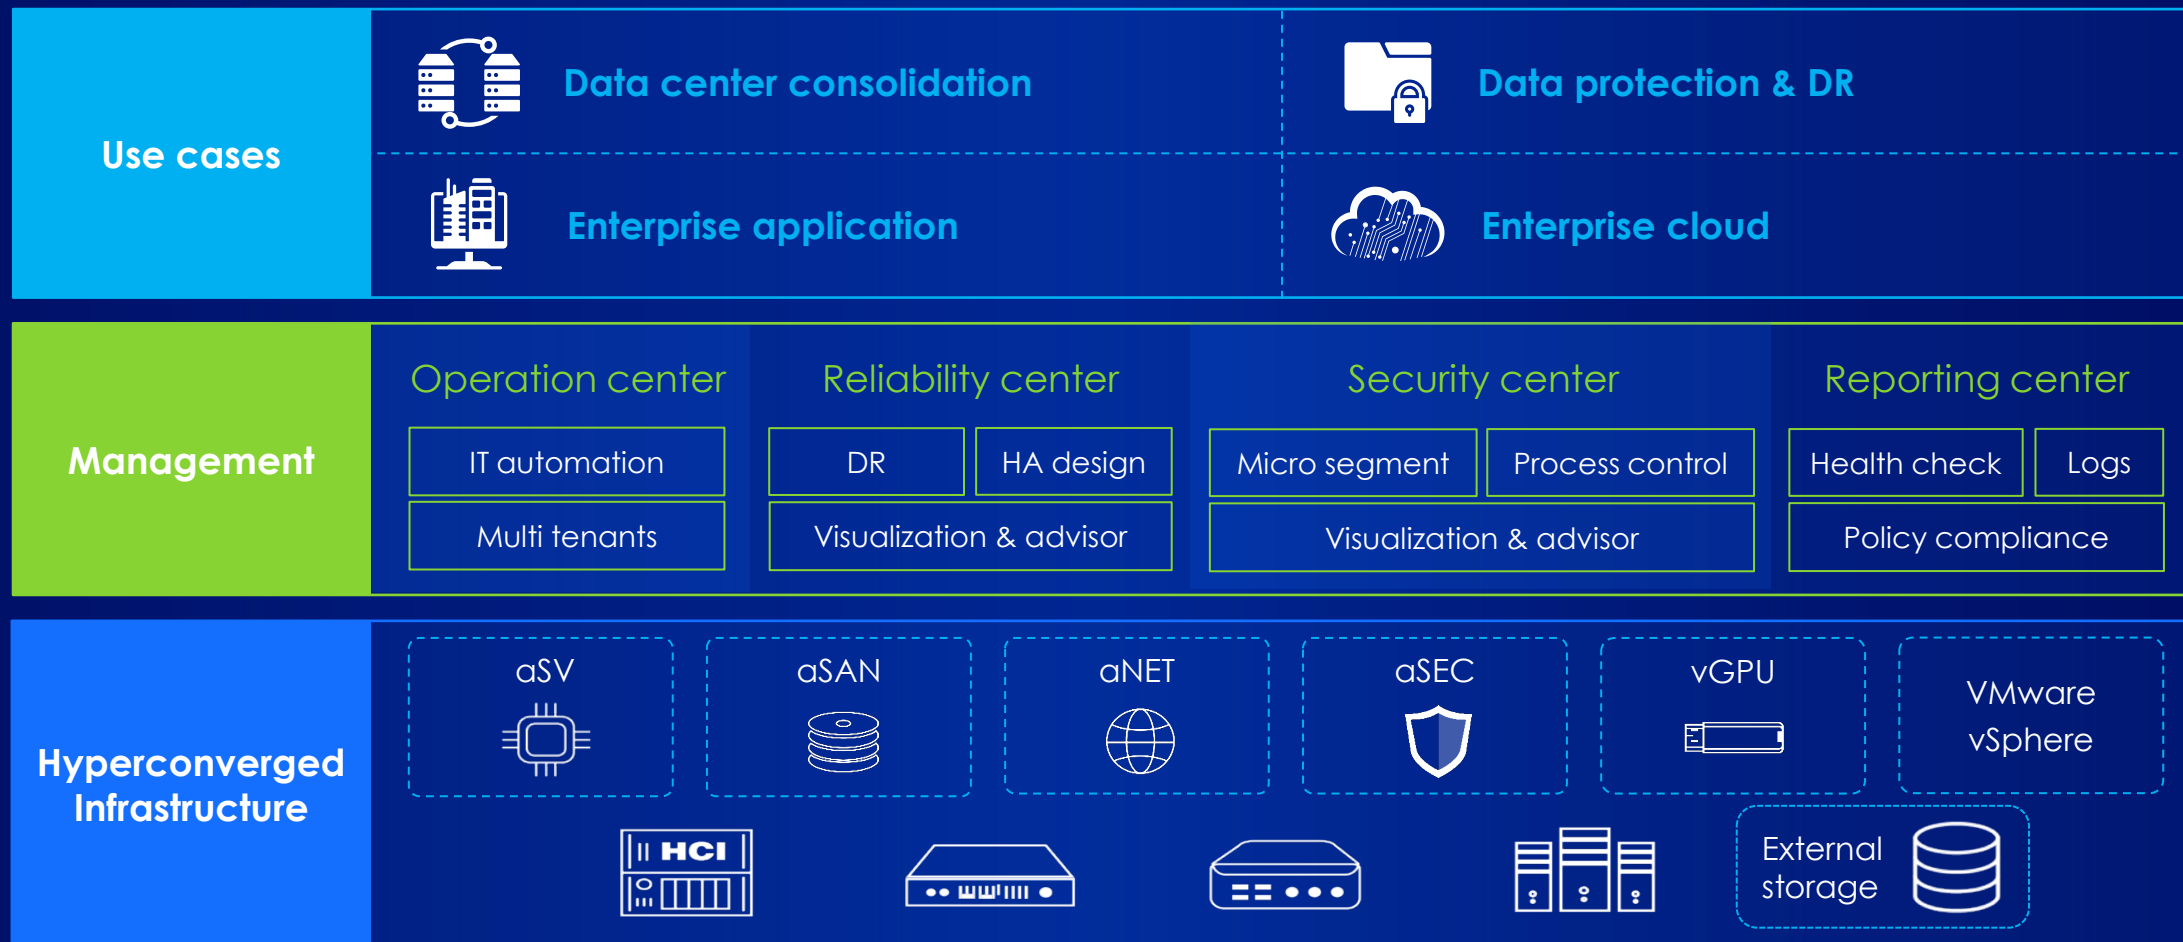 Use cases
Data center consolidation
Data protection & DR
Enterprise application
Enterprise cloud
Management
Operation center
IT automation
Multi tenants
Reliability center
DR
HA design
Visualization & advisor
Security center
Micro segment
Process control
Visualization & advisor
Reporting center
Health check
Logs
Policy compliance
Hyperconverged
Infrastructure
aSV
aSAN
aNET
aSEC
vGPU
VMware
vSphere
HCI
External
storage